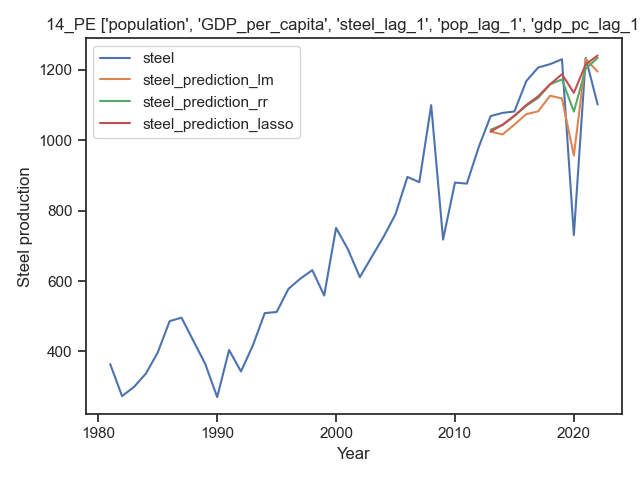 14_PE ['population', 'GDP_per_capita', 'steel_lag_1', 'pop_lag_1', 'gdp_pc_lag_1'
steel
steel_prediction_lm
steel_prediction_rr
steel_prediction_lasso
Steel production
1200
1000
800
600
400
1980 1990 2000 2010 2020
Year